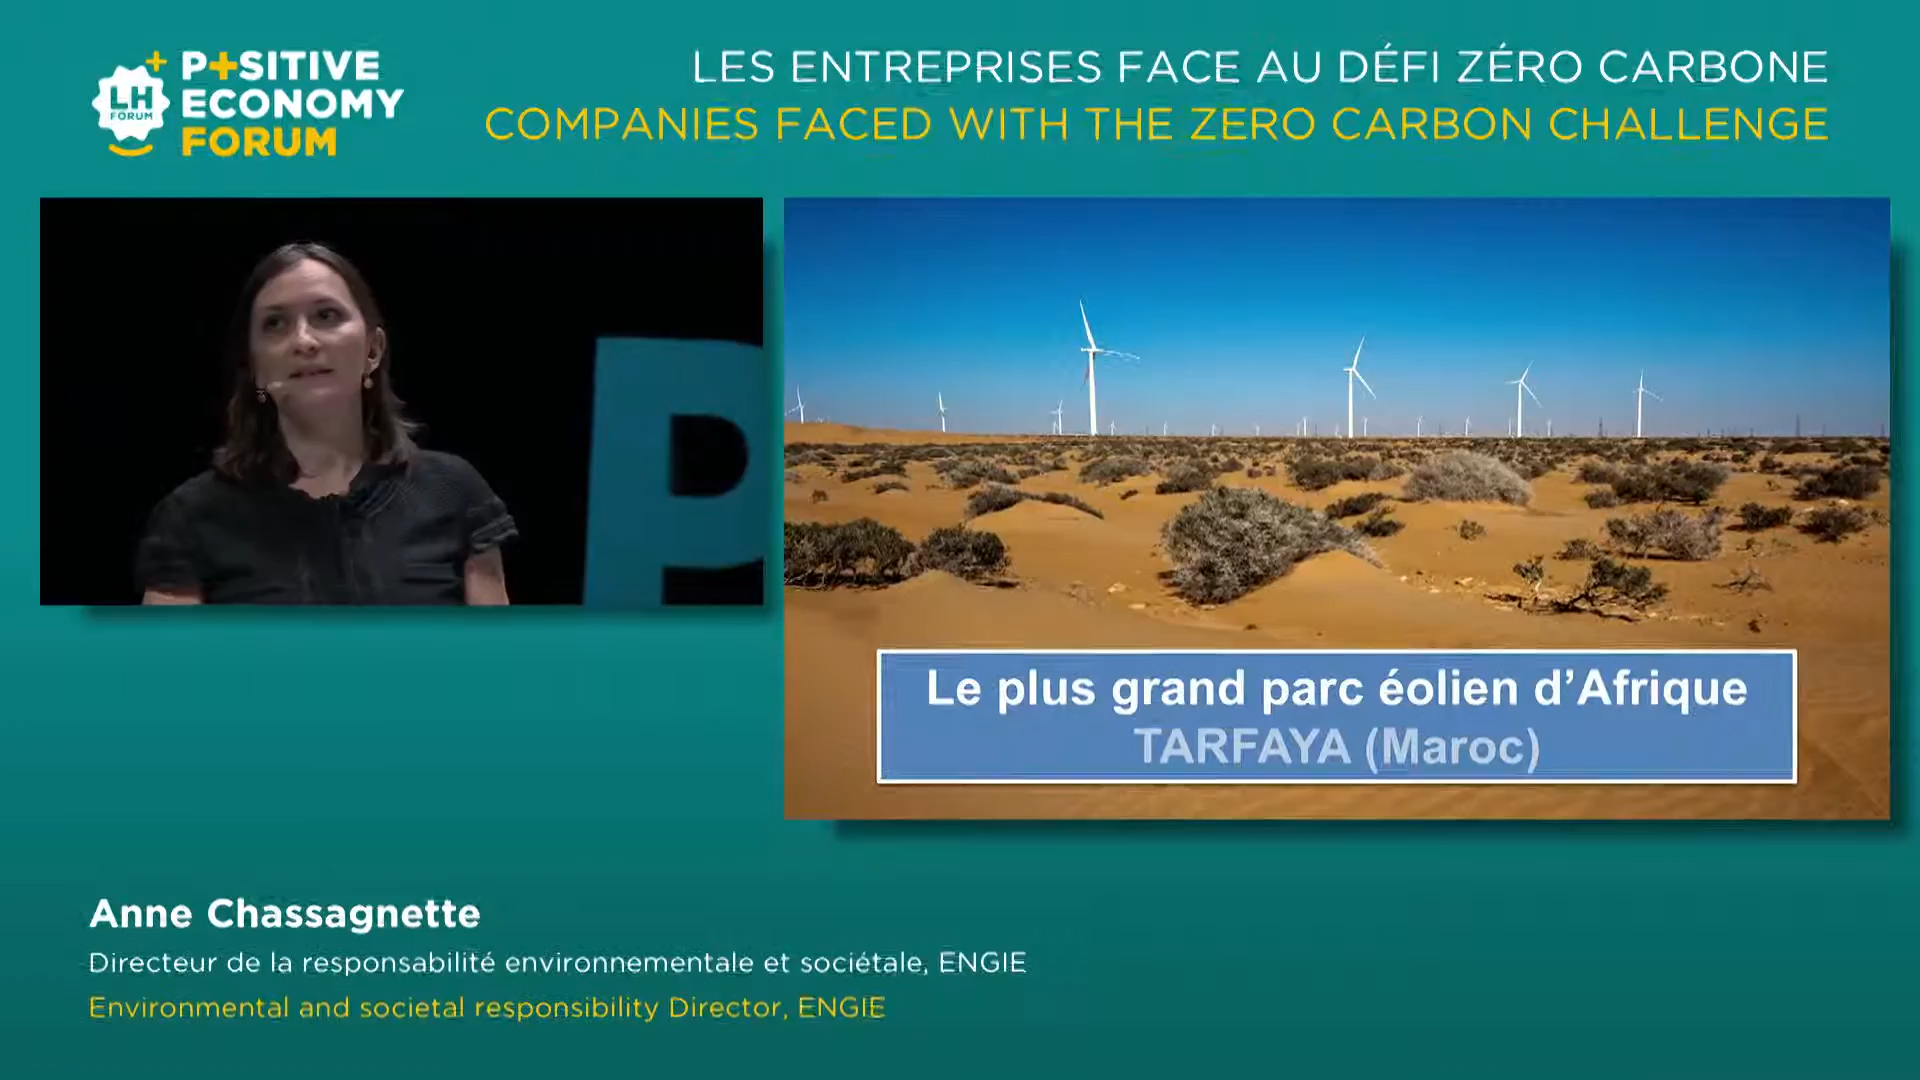 LH
FORUM
P+SITIVE
ECONOMY
FORUM
LES ENTREPRISES FACE AU DÉFI ZÉRO CARBONE
COMPANIES FACED WITH THE ZERO CARBON CHALLENGE
P
Le plus grand parc éolien d’Afrique
TARFAYA (Maroc)
Anne Chassagnette
Directeur de la responsabilité environnementale et sociétale, ENGIE
Environmental and societal responsibility Director, ENGIE